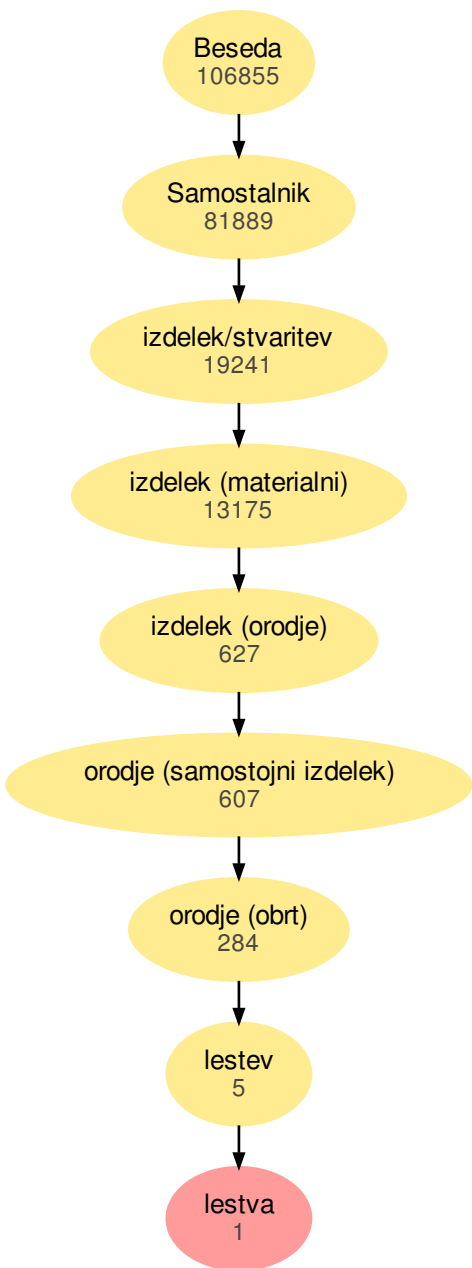 Beseda
106855
Samostalnik
81889
izdelek/stvaritev
19241
izdelek (materialni)
13175
izdelek (orodje)
627
orodje (samostojni izdelek)
607
orodje (obrt)
284
lestev
5
lestva
1